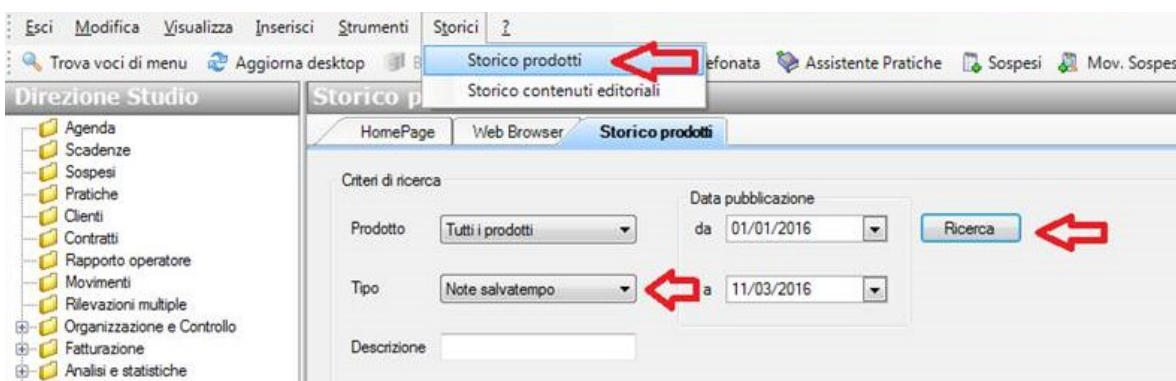 Esci Modifica Visualizza Inserisci Strumenti Storici ?
Storico prodotti
Storico contenuti editoriali
Trova voci di menu Aggiorna desktop Assistente Pratiche Sospesi Mov. Sospes
Direzione Studio
Storico p
HomePage Web Browser Storico prodotti
Agenda
Scadenze
Sospesi
Pratiche
Clienti
Contratti
Rapporto operatore
Movimenti
Rilevazioni multiple
Organizzazione e Controllo
Fatturazione
Analisi e statistiche
Criteri di ricerca
Data pubblicazione
Prodotto Tutti i prodotti da 01/01/2016 Ricerca
Tipo Note salvatempo a 11/03/2016
Descrizione